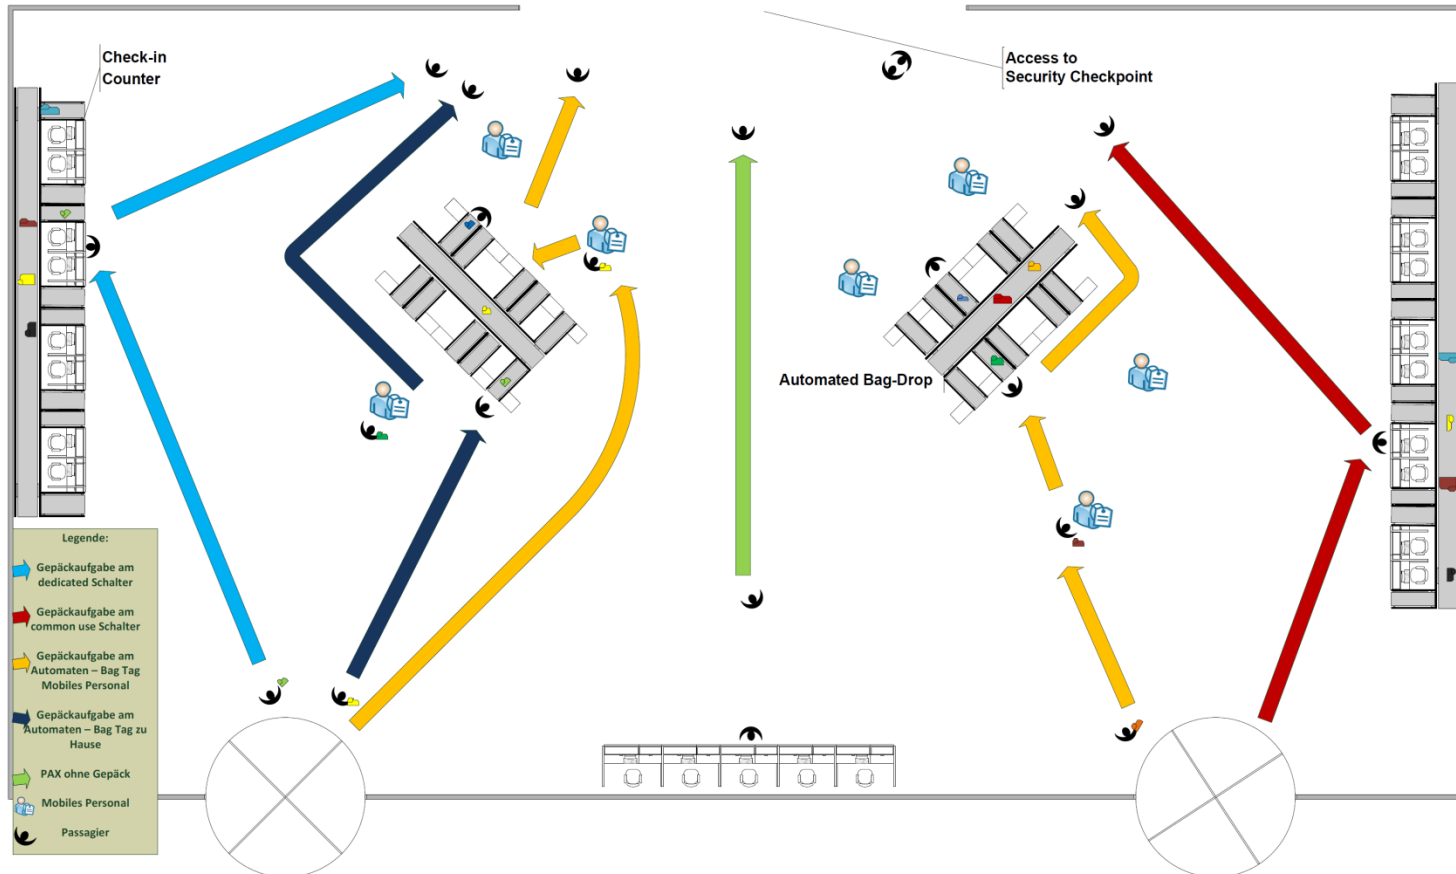 Check-in
Counter
Access to
Security Checkpoint
Automated Bag-Drop
Legende:
Gepäckaufgabe am
dedicated Schalter
Gepäckaufgabe am
common use Schalter
Gepäckaufgabe am
Automaten – Bag Tag
Mobiles Personal
Gepäckaufgabe am
Automaten – Bag Tag zu
Hause
PAX ohne Gepäck
Mobiles Personal
Passagier